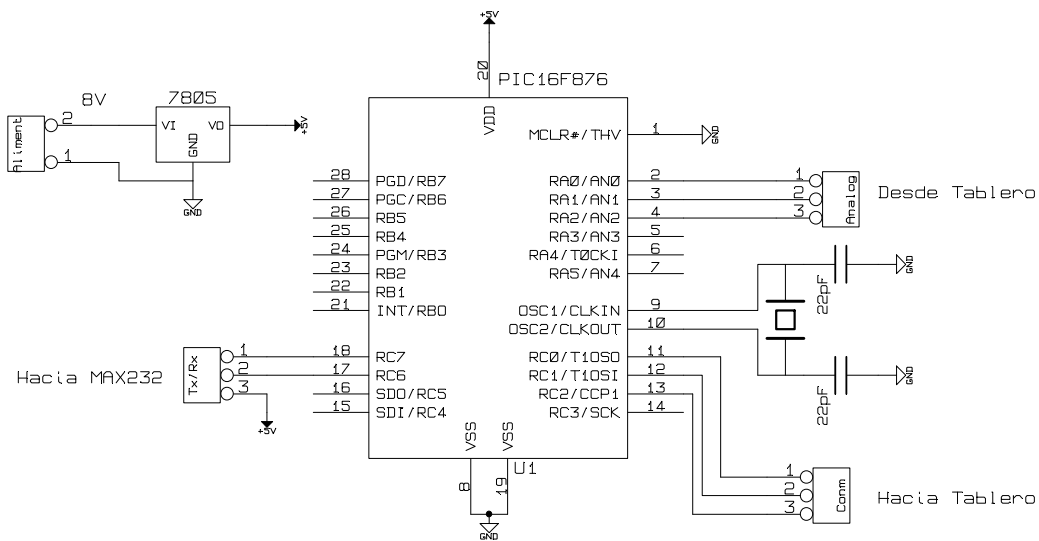 +5V
20
PIC16F876
8V
7805
Aliment
2
1
VI
VO
GND
+5V
GND
VDD
MCLR#/THV
1
GND
28
PGD/RB7
27
PGC/RB6
26
RB5
25
RB4
24
PGM/RB3
23
RB2
22
RB1
21
INT/RB0
RA0/AN0
2
RA1/AN1
3
RA2/AN2
4
RA3/AN3
5
RA4/T0CKI
6
RA5/AN4
7
1
2
3
Analog
Desde Tablero
OSC1/CLKIN
9
OSC2/CLKOUT
10
22pF
GND
22pF
GND
Hacia MAX232
Tx/Rx
1
2
3
+5V
18
RC7
17
RC6
16
SDO/RC5
15
SDI/RC4
RC0/T1OSO
11
RC1/T1OSI
12
RC2/CCP1
13
RC3/SCK
14
VSS
VSS
U1
8
19
GND
1
2
3
Conm
Hacia Tablero